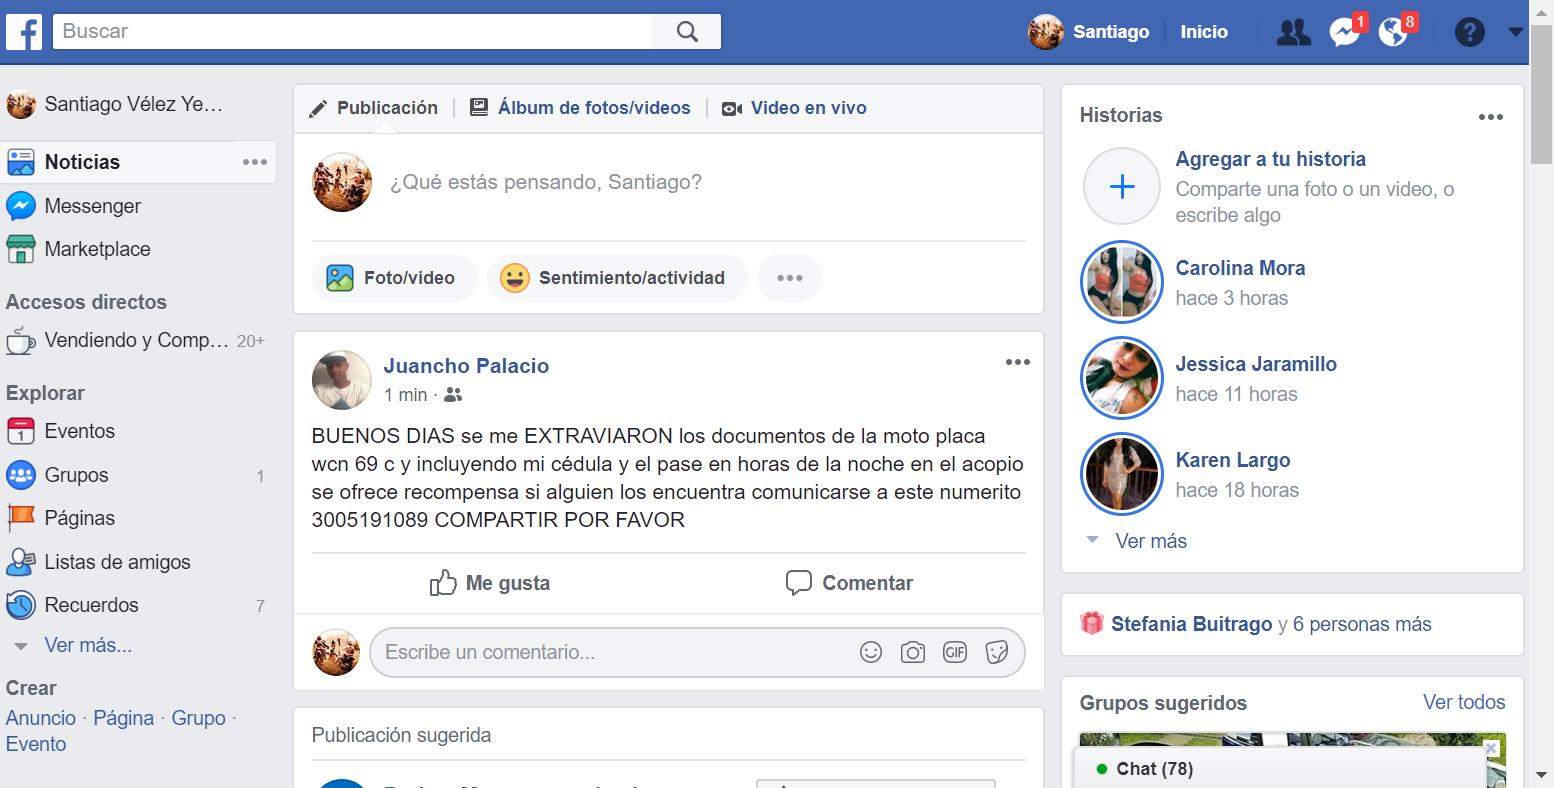 Buscar
Santiago
Inicio
1
8
Santiago Vélez Ye...
Noticias
Messenger
Marketplace
Accesos directos
Vendiendo y Comp... 20+
Explorar
Eventos
Grupos 1
Páginas
Listas de amigos
Recuerdos 7
Ver más...
Crear
Anuncio · Página · Grupo ·
Evento
Publicación
Álbum de fotos/videos
Video en vivo
¿Qué estás pensando, Santiago?
Foto/video
Sentimiento/actividad
Juancho Palacio
1 min ·
BUENOS DIAS se me EXTRAVIARON los documentos de la moto placa
wcn 69 c y incluyendo mi cédula y el pase en horas de la noche en el acopio
se ofrece recompensa si alguien los encuentra comunicarse a este numerito
3005191089 COMPARTIR POR FAVOR
Me gusta
Comentar
Escribe un comentario...
GIF
Publicación sugerida
Historias
Agregar a tu historia
Comparte una foto o un video, o
escribe algo
Carolina Mora
hace 3 horas
Jessica Jaramillo
hace 11 horas
Karen Largo
hace 18 horas
Ver más
Stefania Buitrago y 6 personas más
Grupos sugeridos
Ver todos
Chat (78)